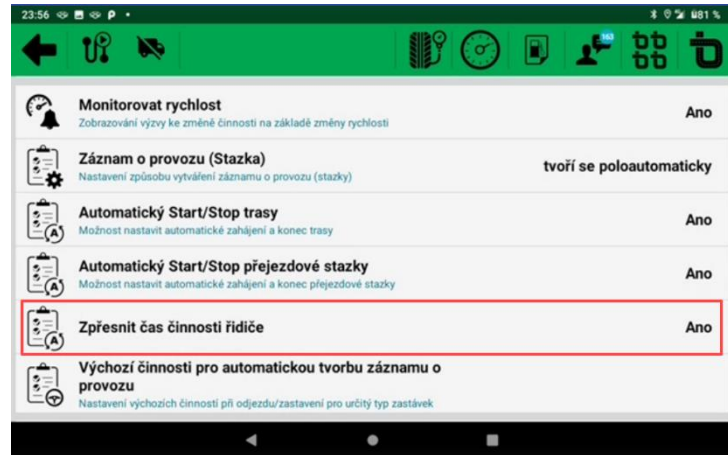 23:56
81 %
163
Monitorovat rychlost
Ano
Zobrazování výzvy ke změně činnosti na základě změny rychlosti
Záznam o provozu (Stazka)
tvoří se poloautomaticky
Nastavení způsobu vytváření záznamu o provozu (stazky)
Automatický Start/Stop trasy
Ano
Možnost nastavit automatické zahájení a konec trasy
Automatický Start/Stop přejezdové stazky
Ano
Možnost nastavit automatické zahájení a konec přejezdové stazky
Zpřesnit čas činnosti řidiče
Ano
Výchozí činnosti pro automatickou tvorbu záznamu o
provozu
Nastavení výchozích činností při odjezdu/zastavení pro určitý typ zastávek